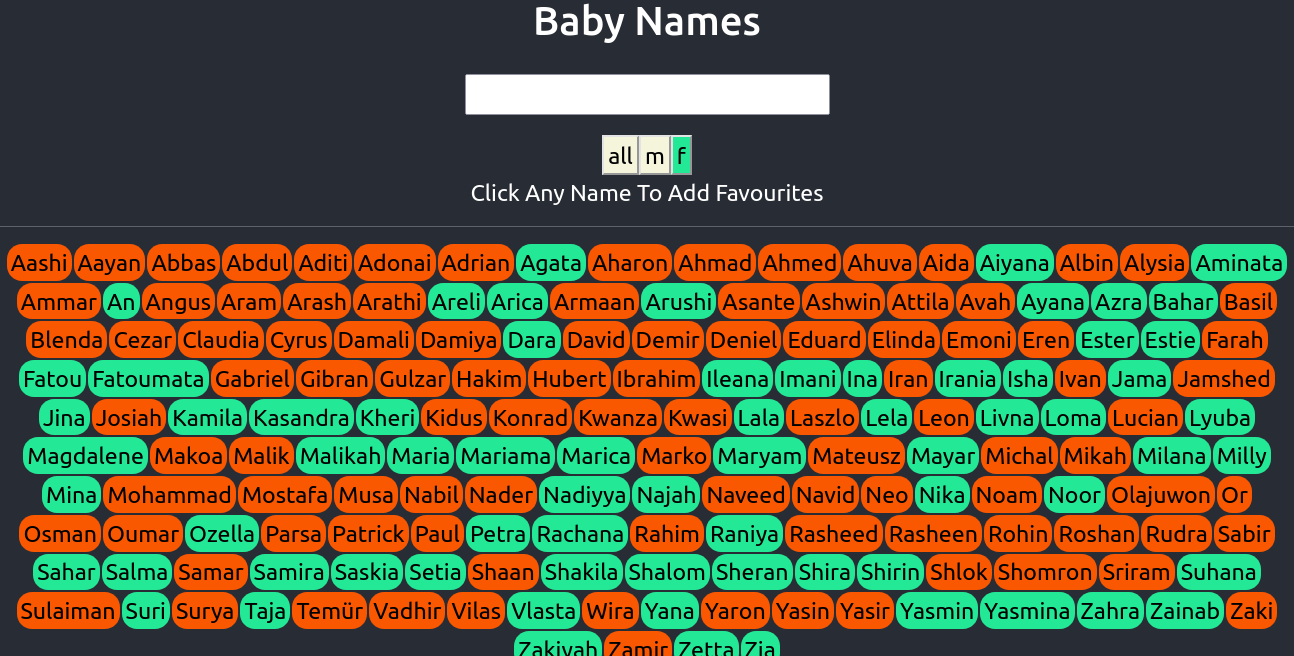 Baby Names
all m f
Click Any Name To Add Favourites
Aashi Aayan Abbas Abdul Aditi Adonai Adrian Agata Aharon Ahmad Ahmed Ahuva Aida Aiyana Albin Alysia Aminata
Ammar An Angus Aram Arash Arathi Areli Arica Armaan Arushi Asante Ashwin Attila Avah Ayana Azra Bahar Basil
Blenda Cezar Claudia Cyrus Damali Damiya Dara David Demir Deniel Eduard Elinda Emoni Eren Ester Estie Farah
Fatou Fatoumata Gabriel Gibran Gulzar Hakim Hubert Ibrahim Ileana Imani Ina Iran Irania Isha Ivan Jama Jamshed
Jina Josiah Kamila Kasandra Kheri Kidus Konrad Kwanza Kwasi Lala Laszlo Lela Leon Livna Loma Lucian Lyuba
Magdalene Makoa Malik Malikah Maria Mariama Marica Marko Maryam Mateusz Mayar Michal Mikah Milana Milly
Mina Mohammad Mostafa Musa Nabil Nader Nadiyya Najah Naveed Navid Neo Nika Noam Noor Olajuwon Or
Osman Oumar Ozella Parsa Patrick Paul Petra Rachana Rahim Raniya Rasheed Rasheen Rohin Roshan Rudra Sabir
Sahar Salma Samar Samira Saskia Setia Shaan Shakila Shalom Sheran Shira Shirin Shlok Shomron Sriram Suhana
Sulaiman Suri Surya Taja Temür Vadhir Vilas Vlasta Wira Yana Yaron Yasin Yasir Yasmin Yasmina Zahra Zainab Zaki
Zakiyah Zamir Zetta Zia